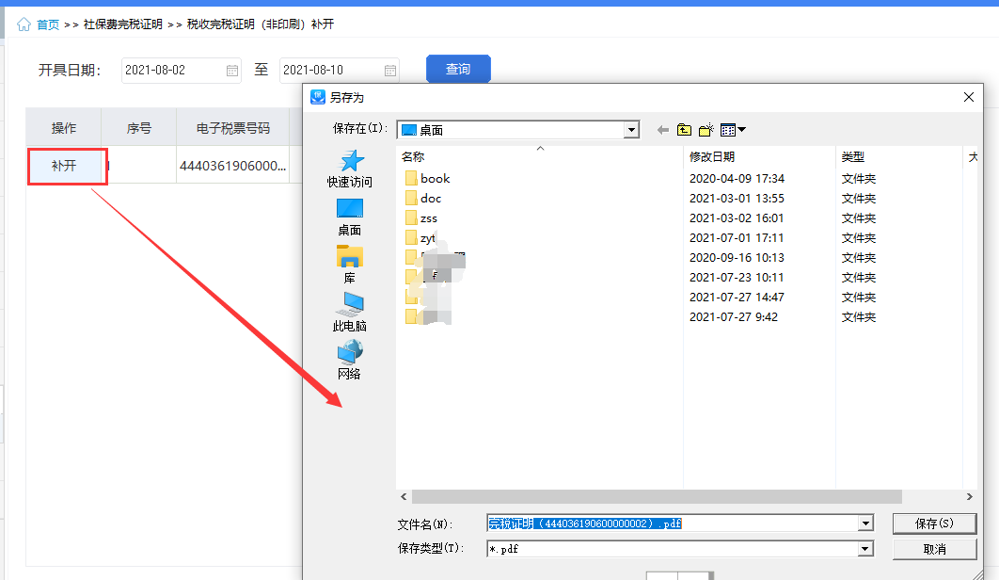 首页 >> 社保费完税证明 >> 税收完税证明（非印刷）补开
开具日期： 2021-08-02 至 2021-08-10 查询
操作 序号 电子税票号码
补开 4440361906000...
另存为
保存在(I): 桌面
快速访问
桌面
库
此电脑
网络
名称 修改日期 类型 大
book 2020-04-09 17:34 文件夹
doc 2021-03-01 13:55 文件夹
zss 2021-03-02 16:01 文件夹
zyt 2021-07-01 17:11 文件夹
2020-09-16 10:13 文件夹
2021-07-23 10:11 文件夹
2021-07-27 14:47 文件夹
2021-07-27 9:42 文件夹
文件名(N): 完税证明（444036190600000002）.pdf 保存(S)
保存类型(T): *.pdf 取消